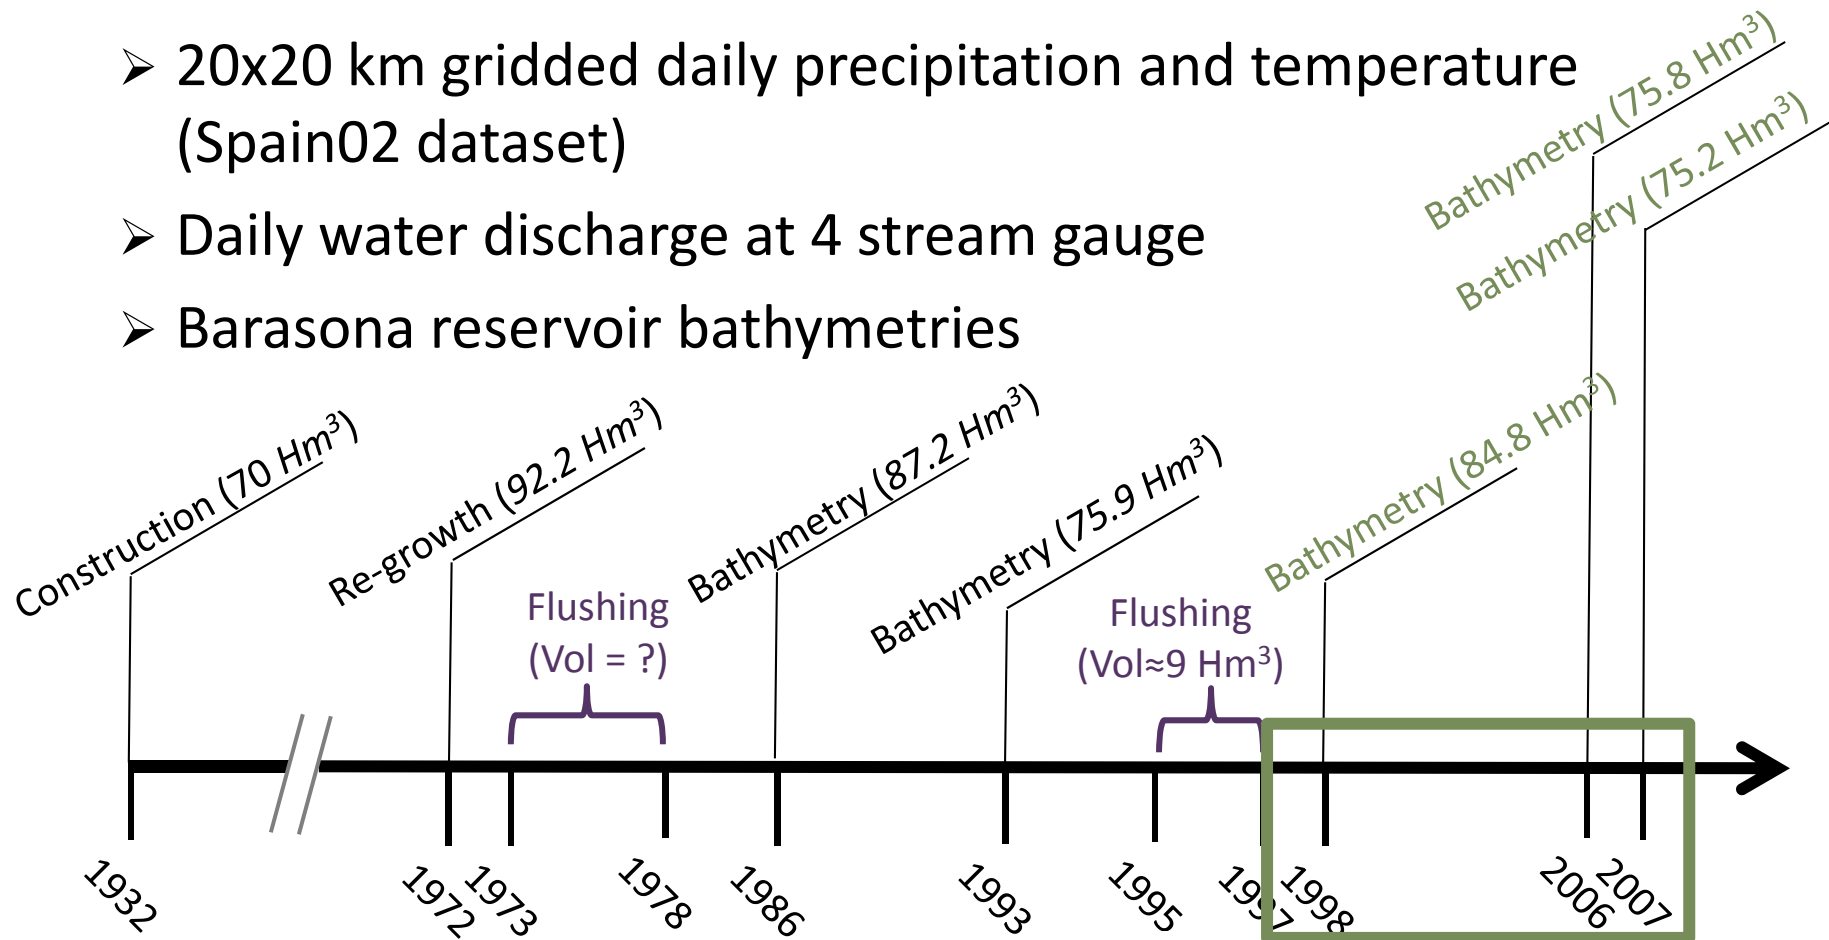 ➢ 20x20 km gridded daily precipitation and temperature
(Spain02 dataset)
➢ Daily water discharge at 4 stream gauge
➢ Barasona reservoir bathymetries
Construction (70 Hm³)
Re-growth (92.2 Hm³)
Bathymetry (87.2 Hm³)
Bathymetry (75.9 Hm³)
Bathymetry (84.8 Hm³)
Bathymetry (75.8 Hm³)
Bathymetry (75.2 Hm³)
Flushing
(Vol = ?)
Flushing
(Vol≈9 Hm³)
1932
1972
1973
1978
1986
1993
1995
1997
1998
2006
2007